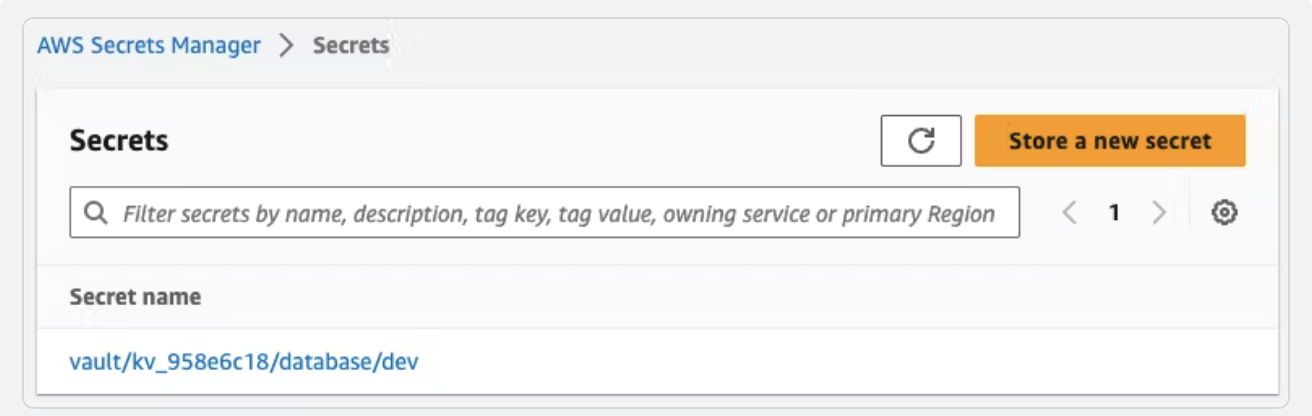 AWS Secrets Manager > Secrets
Secrets
Store a new secret
Filter secrets by name, description, tag key, tag value, owning service or primary Region
< 1 >
Secret name
vault/kv_958e6c18/database/dev